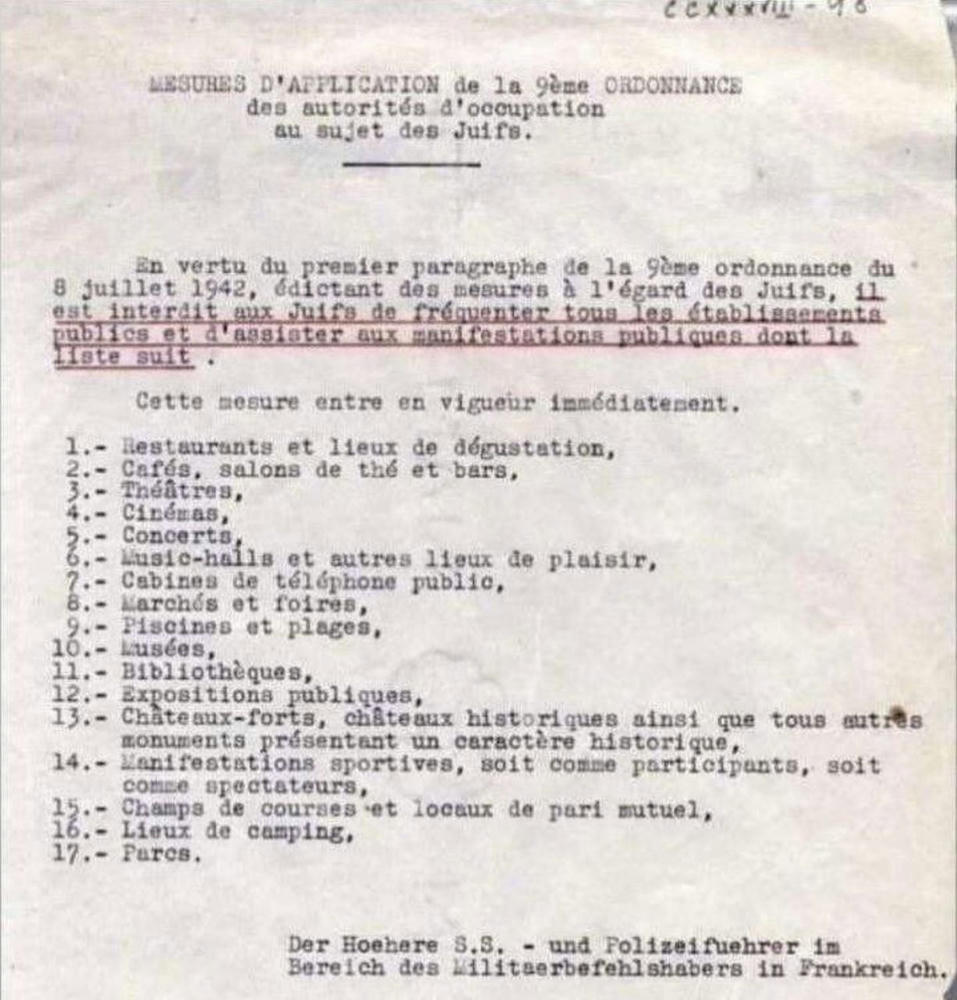 CCXXXVIII - 98
MESURES D'APPLICATION de la 9ème ORDONNANCE
des autorités d'occupation
au sujet des Juifs.
En vertu du premier paragraphe de la 9ème ordonnance du
8 juillet 1942, édictant des mesures à l'égard des Juifs, il
est interdit aux Juifs de fréquenter tous les établissements
publics et d'assister aux manifestations publiques dont la
liste suit .
Cette mesure entre en vigueur immédiatement.
1.- Restaurants et lieux de dégustation,
2.- Cafés, salons de thé et bars,
3.- Théâtres,
4.- Cinémas,
5.- Concerts,
6.- Music-halls et autres lieux de plaisir,
7.- Cabines de téléphone public,
8.- Marchés et foires,
9.- Piscines et plages,
10.- Musées,
11.- Bibliothèques,
12.- Expositions publiques,
13.- Châteaux-forts, châteaux historiques ainsi que tous autres
monuments présentant un caractère historique,
14.- Manifestations sportives, soit comme participants, soit
comme spectateurs,
15.- Champs de courses et locaux de pari mutuel,
16.- Lieux de camping,
17.- Parcs.
Der Hoehere S.S. - und Polizeifuehrer im
Bereich des Militaerbefehlshabers in Frankreich.